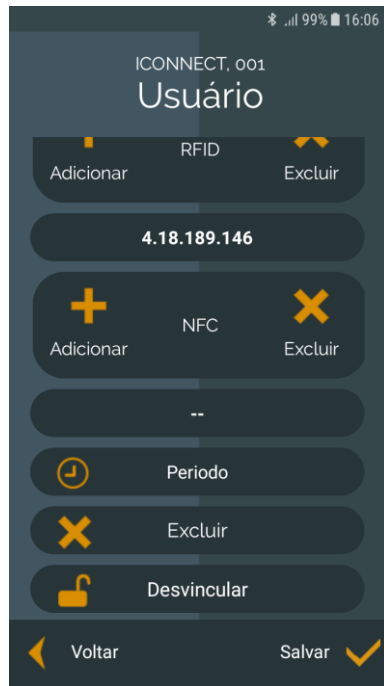 99% 16:06
ICONNECT, 001
Usuário
RFID
Adicionar Excluir
4.18.189.146
NFC
Adicionar Excluir
--
Periodo
Excluir
Desvincular
Voltar Salvar